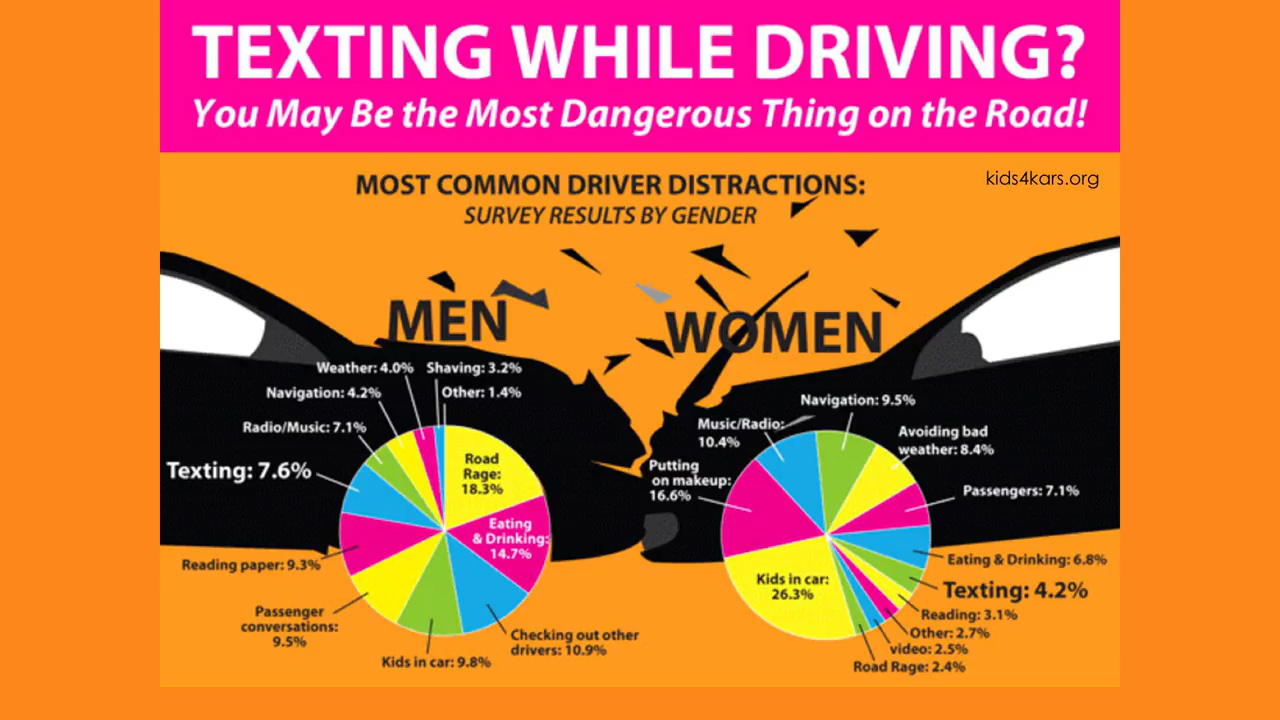 TEXTING WHILE DRIVING?
You May Be the Most Dangerous Thing on the Road!
MOST COMMON DRIVER DISTRACTIONS:
SURVEY RESULTS BY GENDER
kids4kars.org
MEN
Weather: 4.0%
Shaving: 3.2%
Navigation: 4.2%
Other: 1.4%
Radio/Music: 7.1%
Texting: 7.6%
Road
Rage:
18.3%
Eating
& Drinking:
14.7%
Reading paper: 9.3%
Passenger
conversations:
9.5%
Kids in car: 9.8%
Checking out other
drivers: 10.9%
WOMEN
Navigation: 9.5%
Music/Radio:
10.4%
Avoiding bad
weather: 8.4%
Putting
on makeup:
16.6%
Passengers: 7.1%
Eating & Drinking: 6.8%
Kids in car:
26.3%
Texting: 4.2%
Reading: 3.1%
Other: 2.7%
video: 2.5%
Road Rage: 2.4%